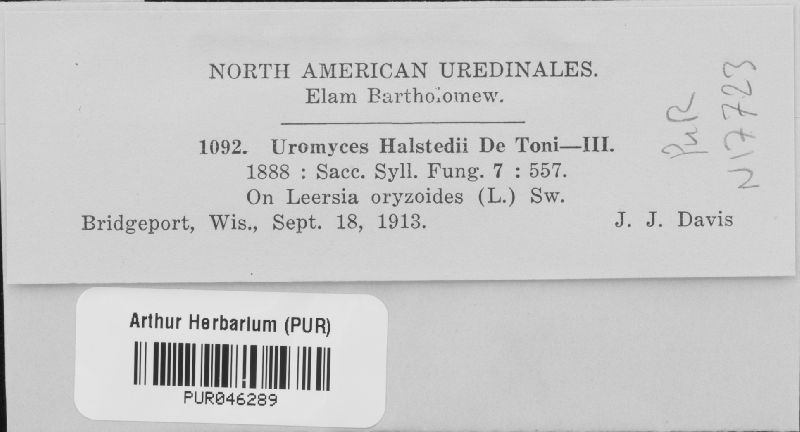 NORTH AMERICAN UREDINALES.
Elam Bartholomew.
1092. Uromyces Halstedii De Toni—III.
1888 : Sacc. Syll. Fung. 7 : 557.
On Leersia oryzoides (L.) Sw.
Bridgeport, Wis., Sept. 18, 1913. J. J. Davis
PUR
N17723
Arthur Herbarium (PUR)
PUR046289